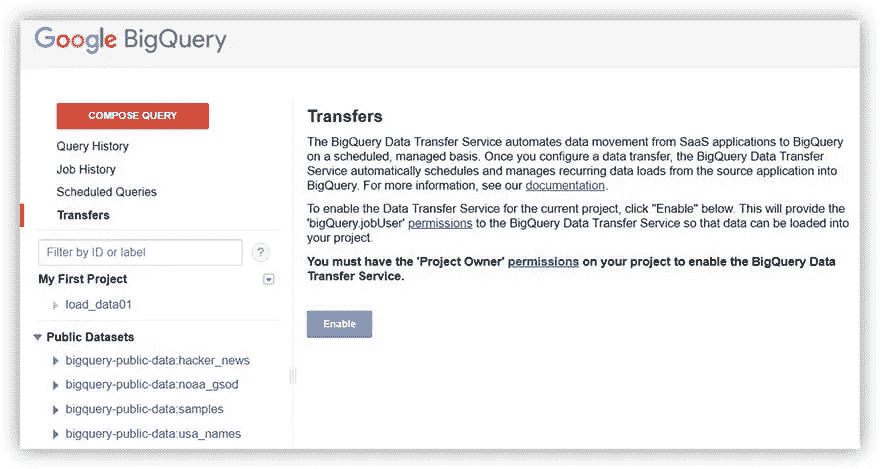 Google BigQuery
COMPOSE QUERY
Query History
Job History
Scheduled Queries
Transfers
Filter by ID or label
?
My First Project
load_data01
Public Datasets
bigquery-public-data:hacker_news
bigquery-public-data:noaa_gsod
bigquery-public-data:samples
bigquery-public-data:usa_names
Transfers
The BigQuery Data Transfer Service automates data movement from SaaS applications to BigQuery
on a scheduled, managed basis. Once you configure a data transfer, the BigQuery Data Transfer
Service automatically schedules and manages recurring data loads from the source application into
BigQuery. For more information, see our documentation.
To enable the Data Transfer Service for the current project, click "Enable" below. This will provide the
'bigQuery.jobUser' permissions to the BigQuery Data Transfer Service so that data can be loaded into
your project.
You must have the 'Project Owner' permissions on your project to enable the BigQuery Data
Transfer Service.
Enable